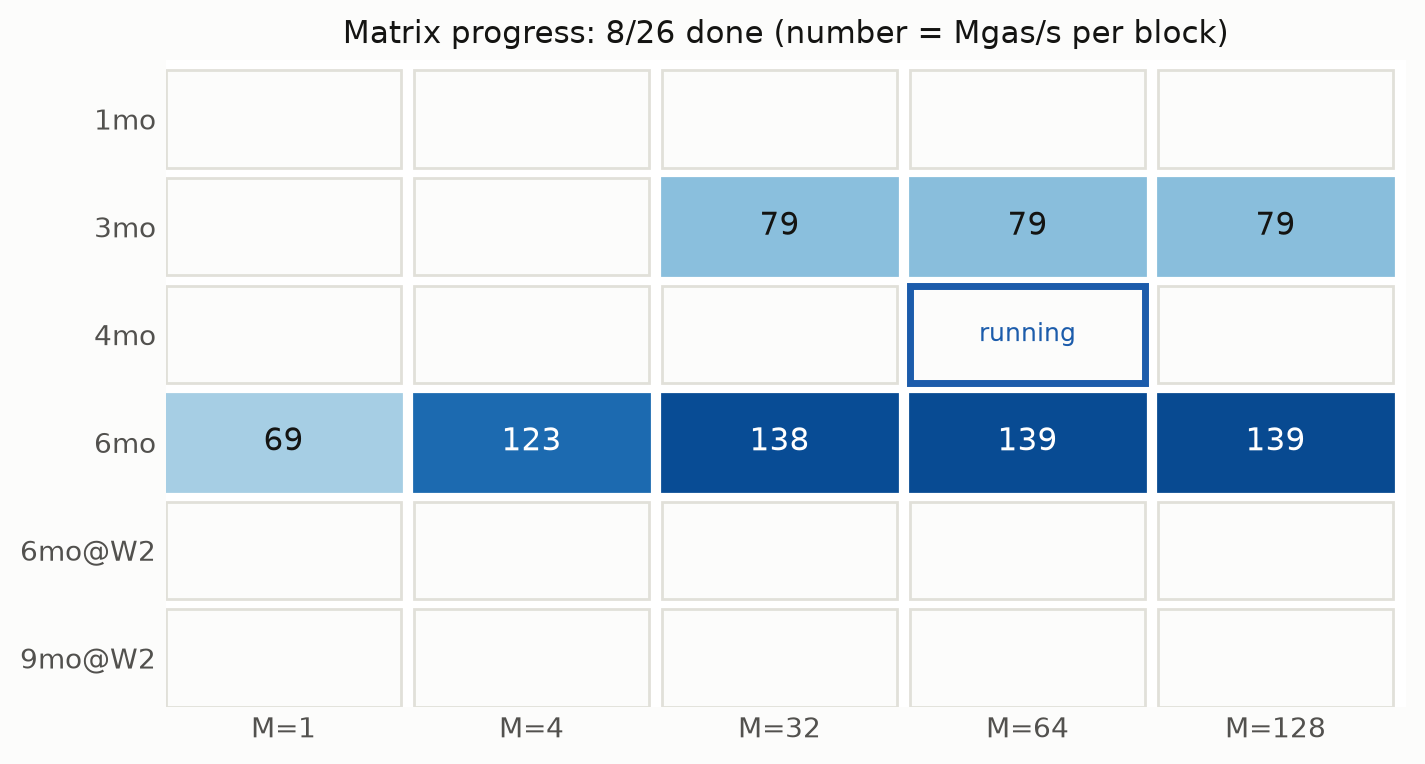 Matrix progress: 8/26 done (number = Mgas/s per block)
1mo
3mo 79 79 79
4mo running
6mo 69 123 138 139 139
6mo@W2
9mo@W2
M=1 M=4 M=32 M=64 M=128